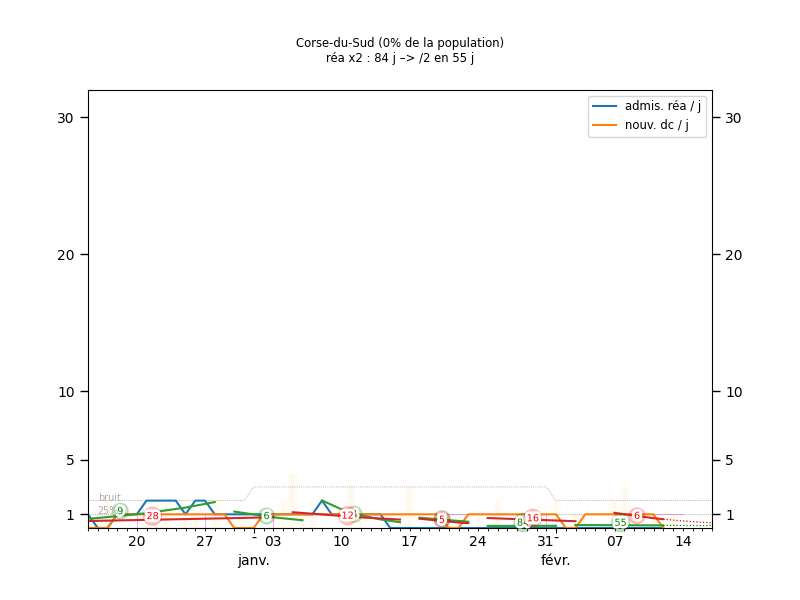 Corse-du-Sud (0% de la population)
réa x2 : 84 j –> /2 en 55 j
admis. réa / j
nouv. dc / j
30 30
20 20
10 10
5 5
bruit
25%
1 1
9 28 6 12 5 8 16 55 6
20 27 - 03 10 17 24 31- 07 14
janv. févr.